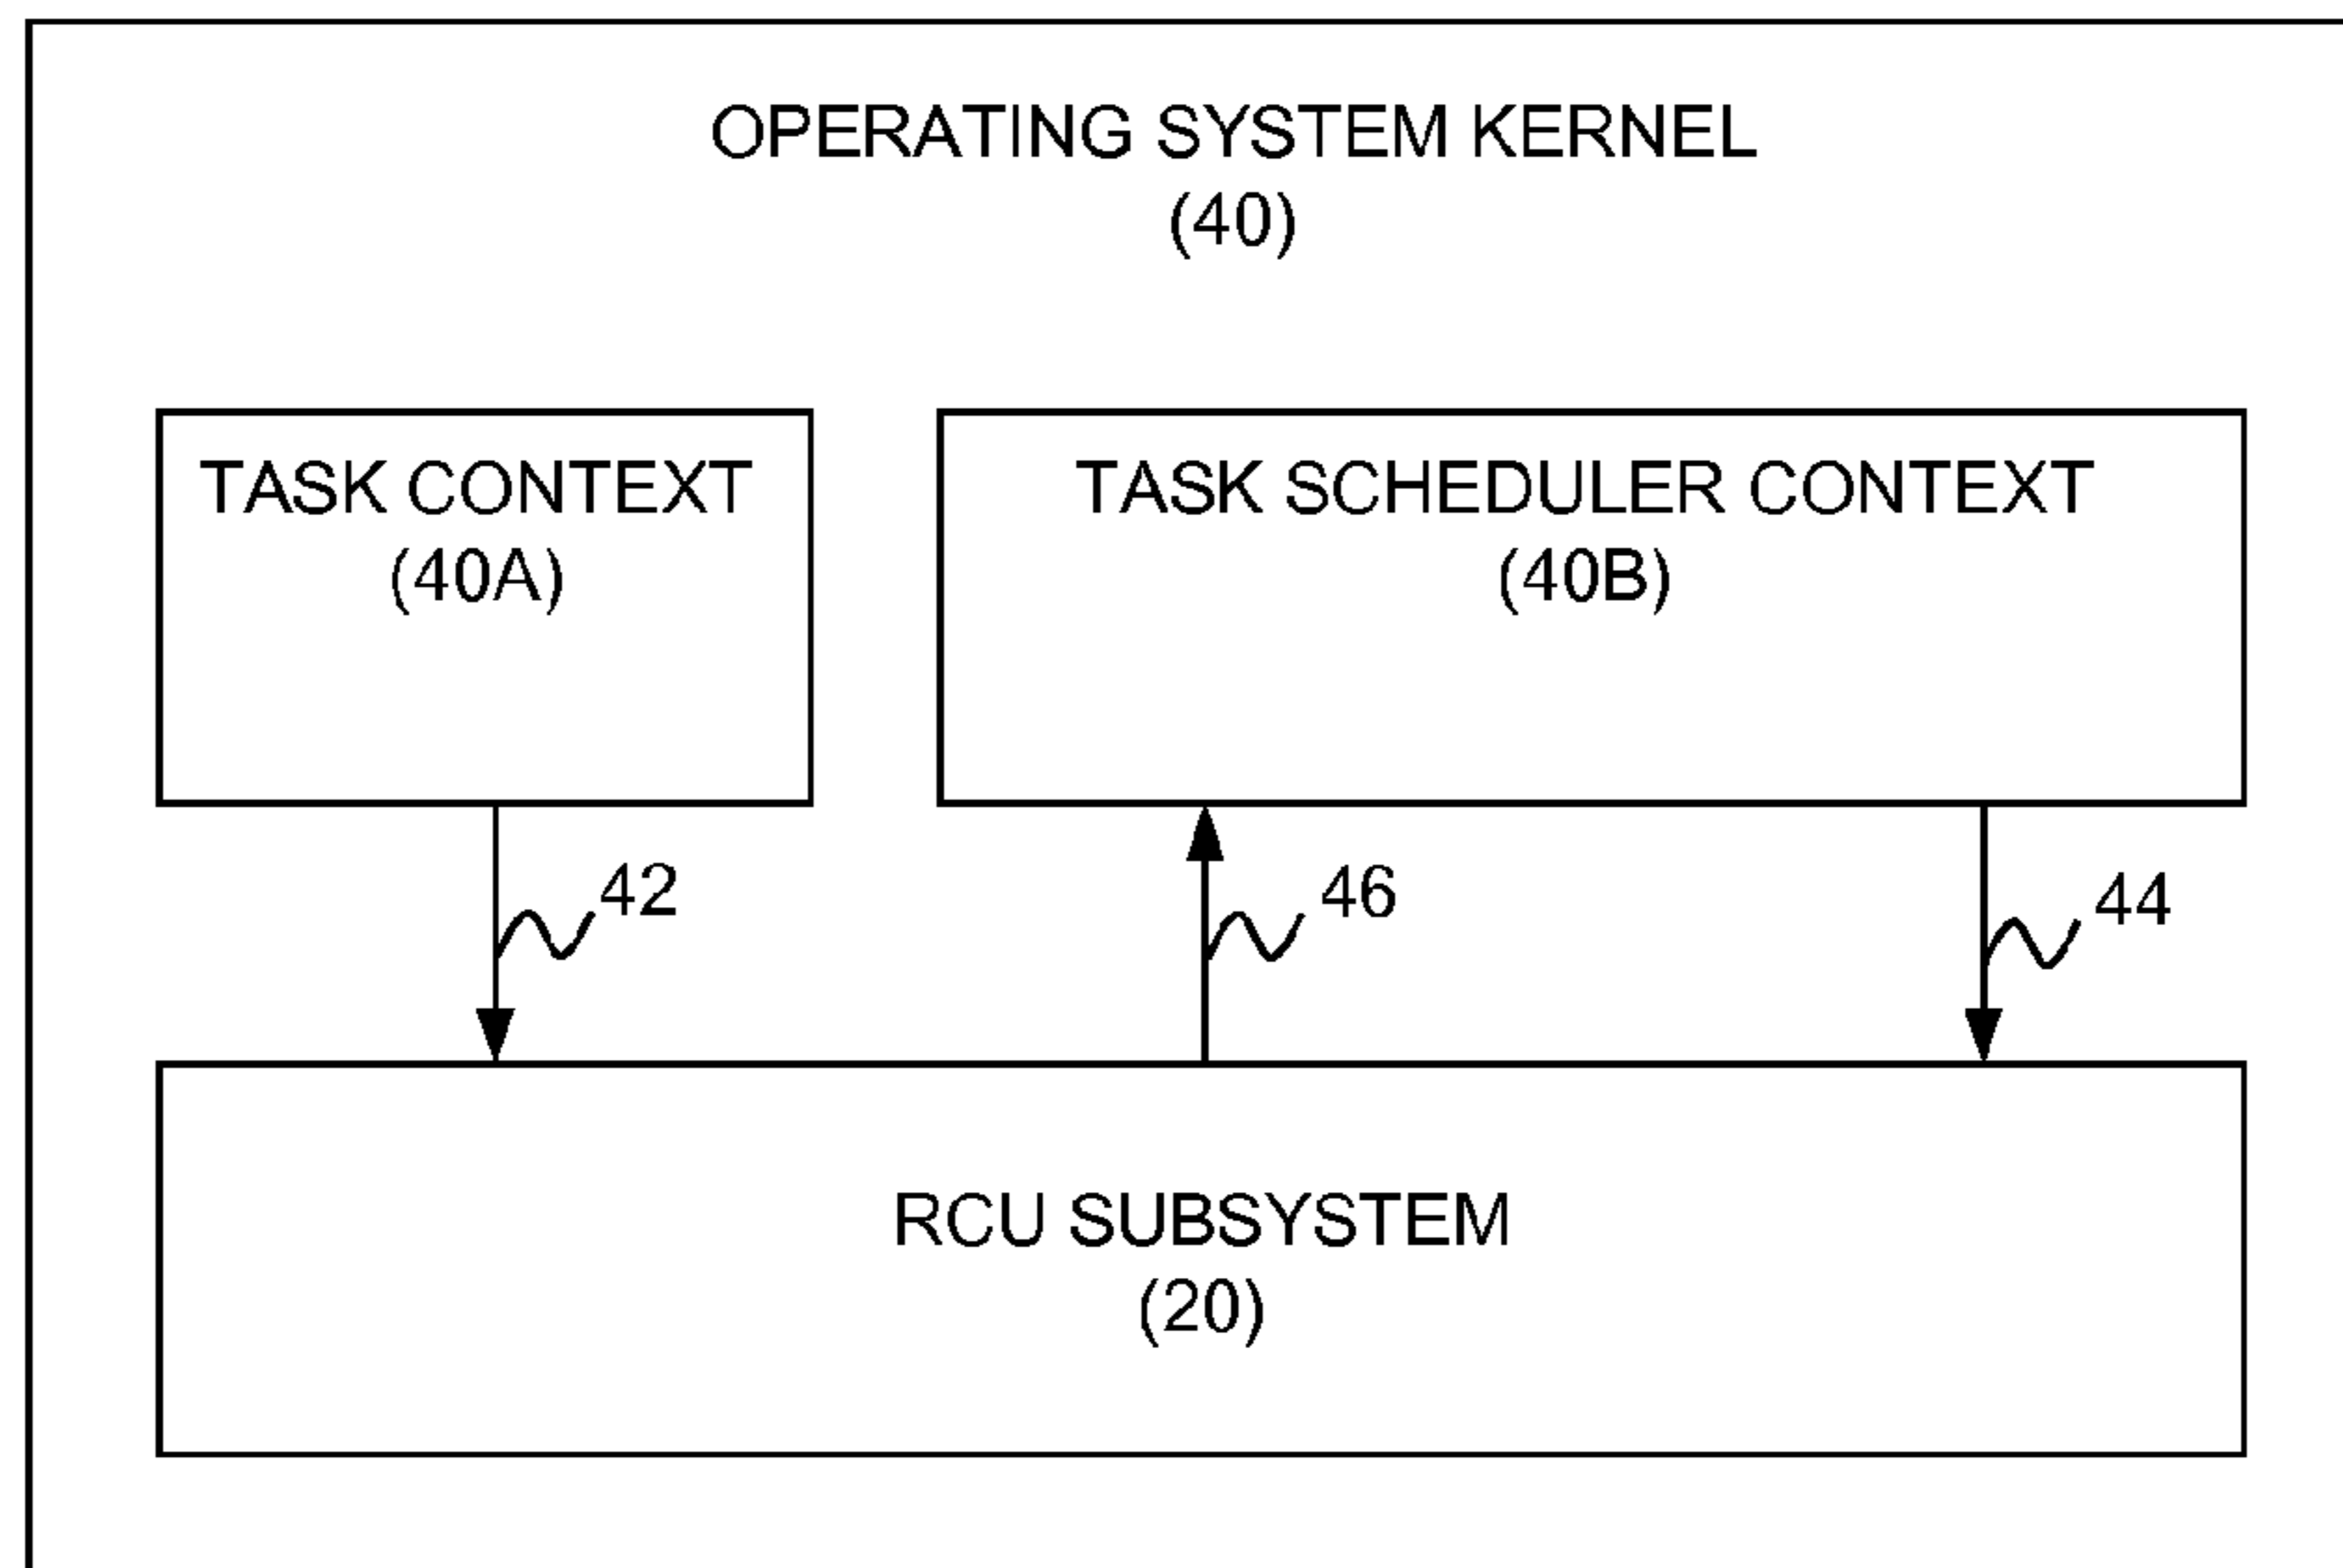 OPERATING SYSTEM KERNEL
(40)
TASK CONTEXT
(40A)
TASK SCHEDULER CONTEXT
(40B)
42
46
44
RCU SUBSYSTEM
(20)